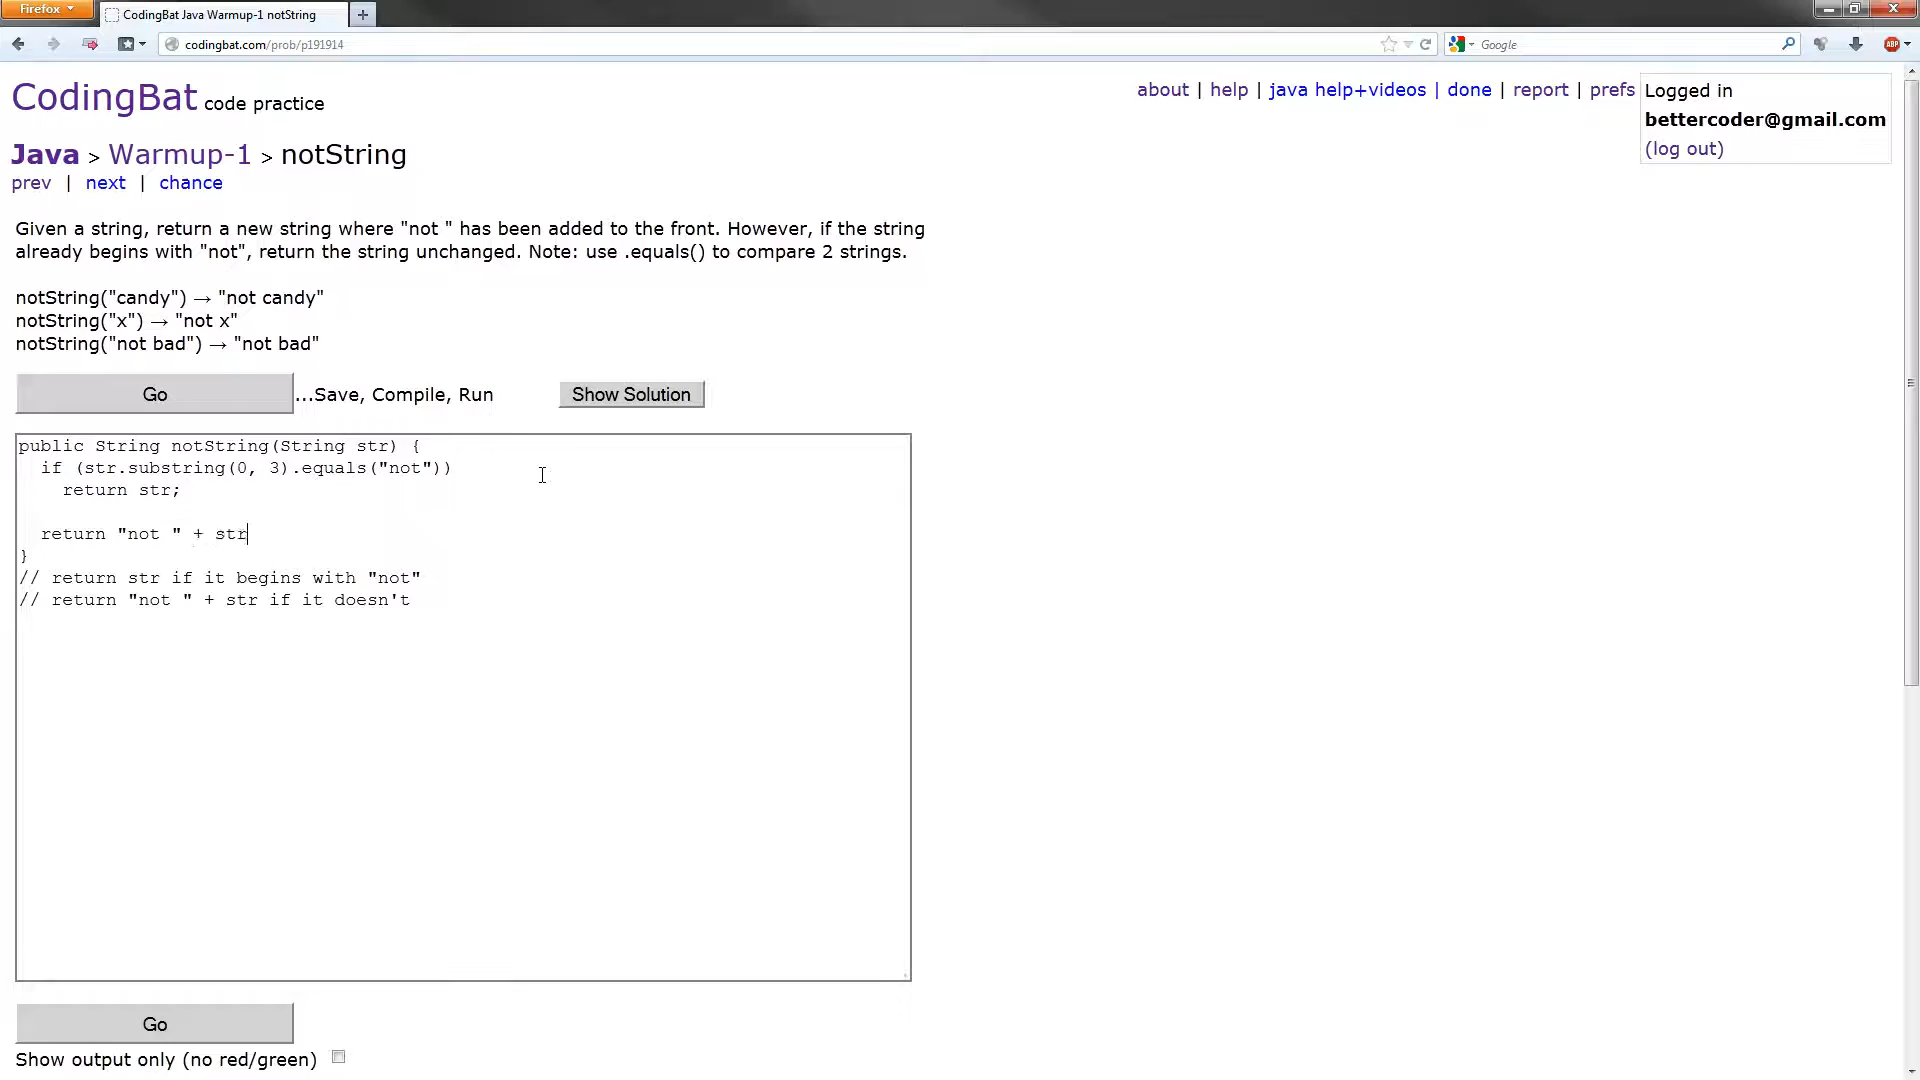 Firefox
CodingBat Java Warmup-1 notString
codingbat.com/prob/p191914
Google
ABP
CodingBat code practice
about | help | java help+videos | done | report | prefs
Logged in
bettercoder@gmail.com
(log out)
Java > Warmup-1 > notString
prev | next | chance
Given a string, return a new string where "not " has been added to the front. However, if the string
already begins with "not", return the string unchanged. Note: use .equals() to compare 2 strings.
notString("candy") → "not candy"
notString("x") → "not x"
notString("not bad") → "not bad"
Go
...Save, Compile, Run
Show Solution
public String notString(String str) {
  if (str.substring(0, 3).equals("not"))
    return str;
  return "not " + str
}
// return str if it begins with "not"
// return "not " + str if it doesn't
Go
Show output only (no red/green)